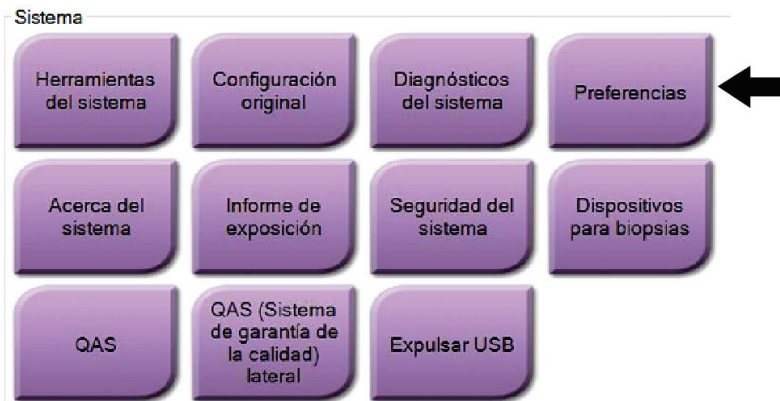 Sistema
Herramientas
del sistema
Configuración
original
Diagnósticos
del sistema
Preferencias
Acerca del
sistema
Informe de
exposición
Seguridad del
sistema
Dispositivos
para biopsias
QAS
QAS (Sistema
de garantía de
la calidad)
lateral
Expulsar USB